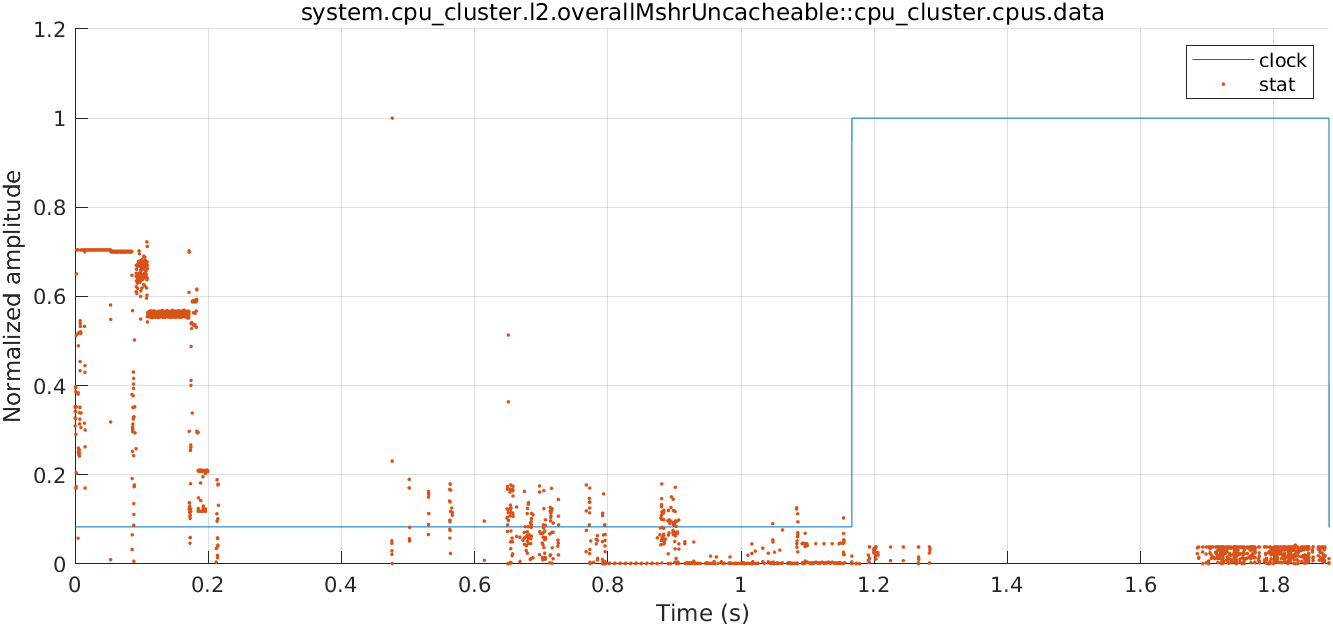 system.cpu_cluster.l2.overallMshrUncacheable::cpu_cluster.cpus.data
1.2
1
0.8
0.6
0.4
0.2
0
Normalized amplitude
clock
stat
0 0.2 0.4 0.6 0.8 1 1.2 1.4 1.6 1.8
Time (s)